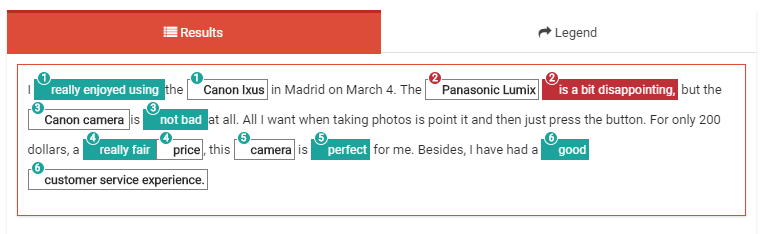 Results
Legend
I 1 really enjoyed using the 1 Canon Ixus in Madrid on March 4. The 2 Panasonic Lumix 2 is a bit disappointing, but the
3 Canon camera is 3 not bad at all. All I want when taking photos is point it and then just press the button. For only 200
dollars, a 4 really fair 4 price, this 5 camera is 5 perfect for me. Besides, I have had a 6 good
6 customer service experience.